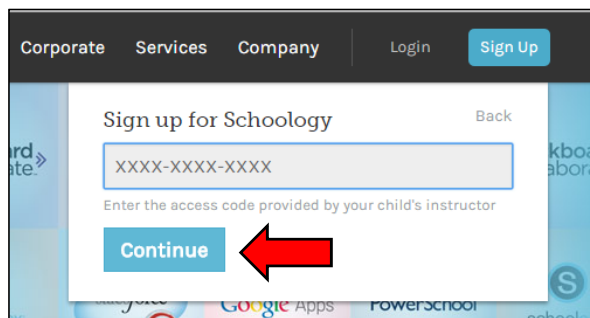 Corporate Services Company Login Sign Up
Sign up for Schoology Back
XXXX-XXXX-XXXX
Enter the access code provided by your child's instructor
Continue
Google Apps PowerSchool
S